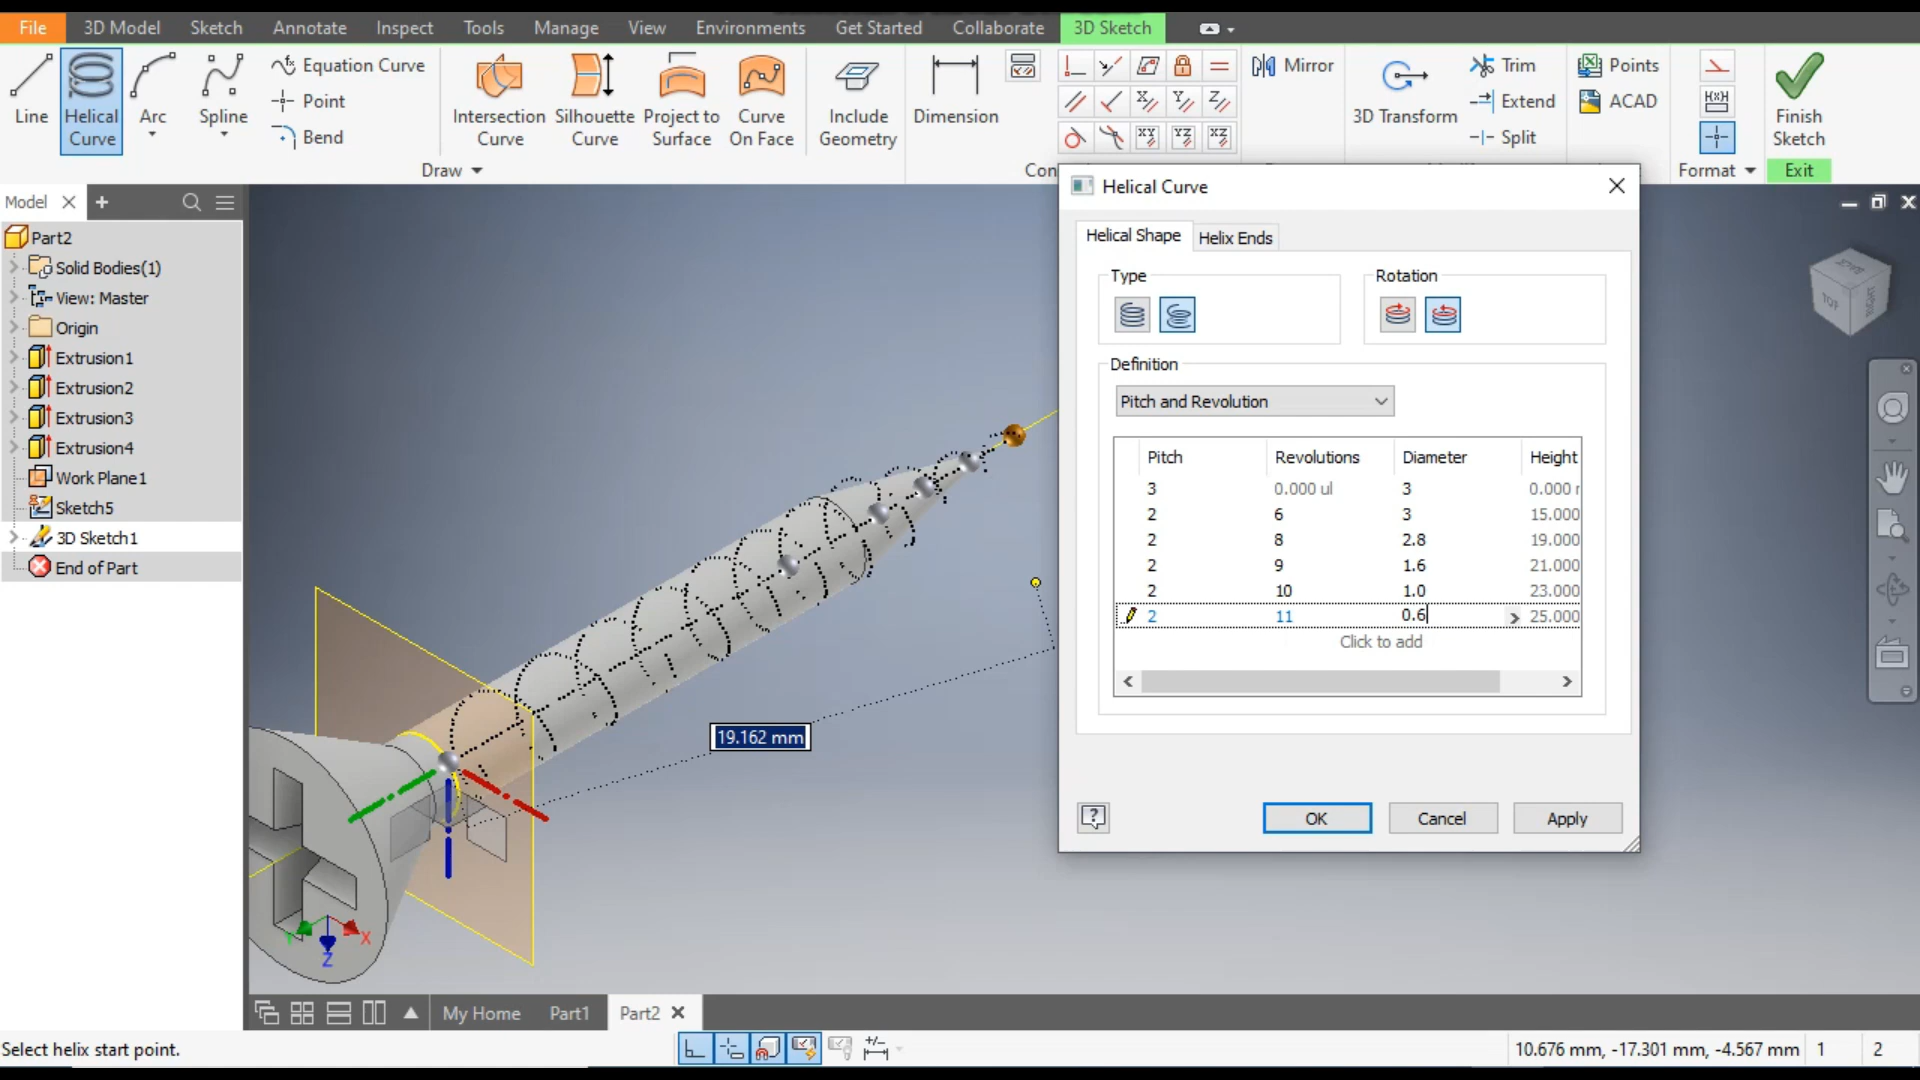 File 3D Model Sketch Annotate Inspect Tools Manage View Environments Get Started Collaborate 3D Sketch
Line
Helical
Curve
Arc
Spline
Equation Curve
Point
Bend
Intersection
Curve
Silhouette
Curve
Project to
Surface
Curve
On Face
Include
Geometry
Dimension
Mirror
3D Transform
Trim
Extend
Split
Points
ACAD
Finish
Sketch
Draw
Con
Format
Exit
Model
Part2
Solid Bodies(1)
View: Master
Origin
Extrusion1
Extrusion2
Extrusion3
Extrusion4
Work Plane1
Sketch5
3D Sketch1
End of Part
19.162 mm
X
Y
Z
TOP
RIGHT
BACK
Helical Curve
Helical Shape Helix Ends
Type Rotation
Definition
Pitch and Revolution
Pitch Revolutions Diameter Height
3 0.000 ul 3 0.000 r
2 6 3 15.000
2 8 2.8 19.000
2 9 1.6 21.000
2 10 1.0 23.000
2 11 0.6 25.000
Click to add
OK Cancel Apply
My Home Part1 Part2
Select helix start point.
10.676 mm, -17.301 mm, -4.567 mm 1 2